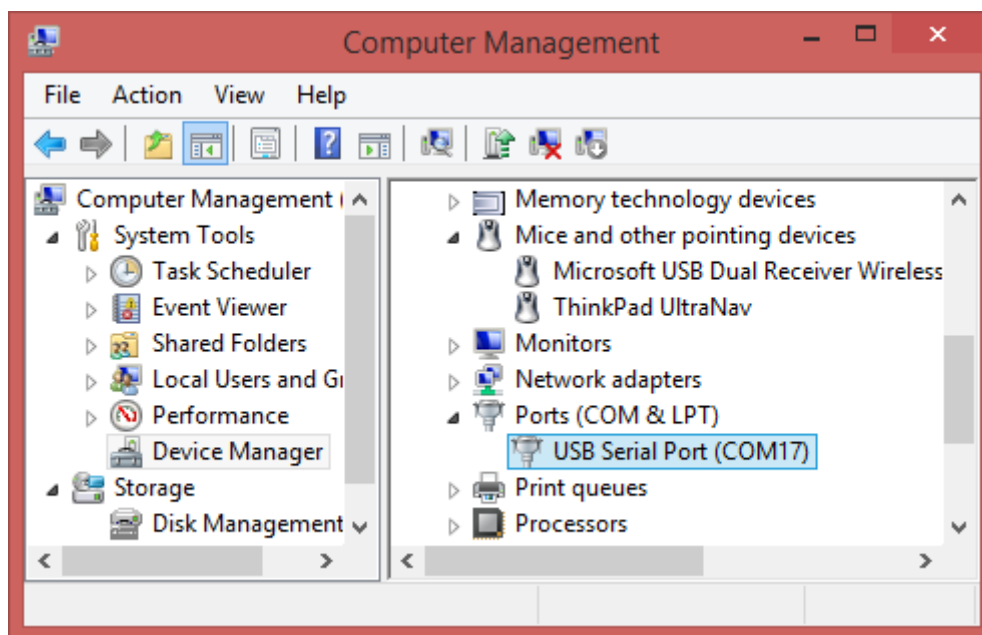 Computer Management
File Action View Help
Computer Management (
System Tools
Task Scheduler
Event Viewer
Shared Folders
Local Users and Gr
Performance
Device Manager
Storage
Disk Management
Memory technology devices
Mice and other pointing devices
Microsoft USB Dual Receiver Wireless
ThinkPad UltraNav
Monitors
Network adapters
Ports (COM & LPT)
USB Serial Port (COM17)
Print queues
Processors